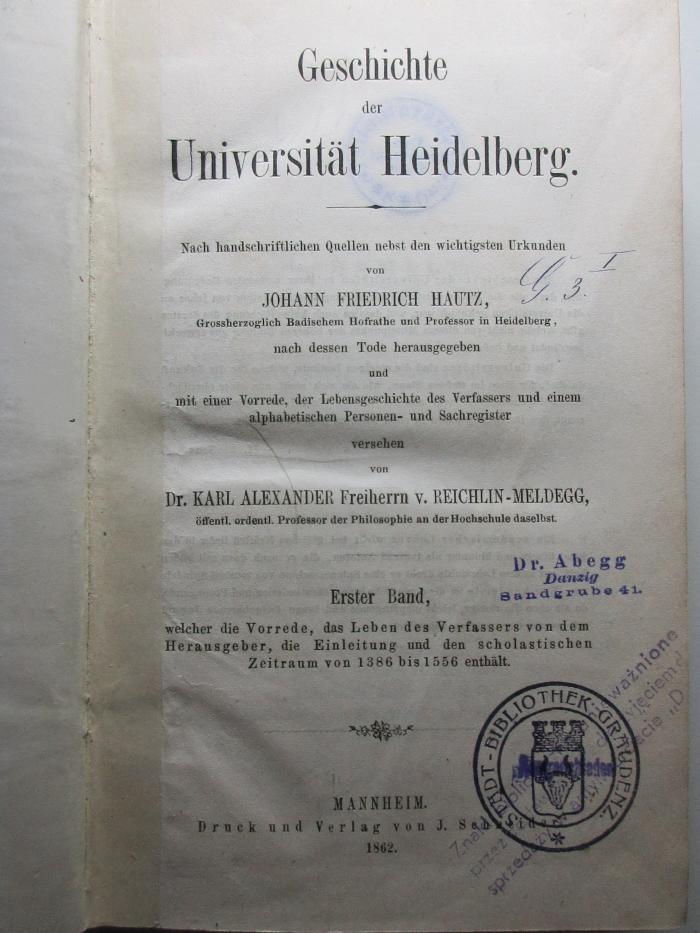 Geschichte
der
Universität Heidelberg.
Nach handschriftlichen Quellen nebst den wichtigsten Urkunden
von
JOHANN FRIEDRICH HAUTZ,
G. 3. I
Grossherzoglich Badischem Hofrathe und Professor in Heidelberg,
nach dessen Tode herausgegeben
und
mit einer Vorrede, der Lebensgeschichte des Verfassers und einem
alphabetischen Personen- und Sachregister
versehen
von
Dr. KARL ALEXANDER Freiherrn v. REICHLIN-MELDEGG,
öffentl. ordentl. Professor der Philosophie an der Hochschule daselbst.
Dr. Abegg
Danzig
Sandgrube 41.
Erster Band,
welcher die Vorrede, das Leben des Verfassers von dem
Herausgeber, die Einleitung und den scholastischen
Zeitraum von 1386 bis 1556 enthält.
STADT-BIBLIOTHEK-GRAUDENZ.
MANNHEIM.
Druck und Verlag von J. Schneider.
1862.